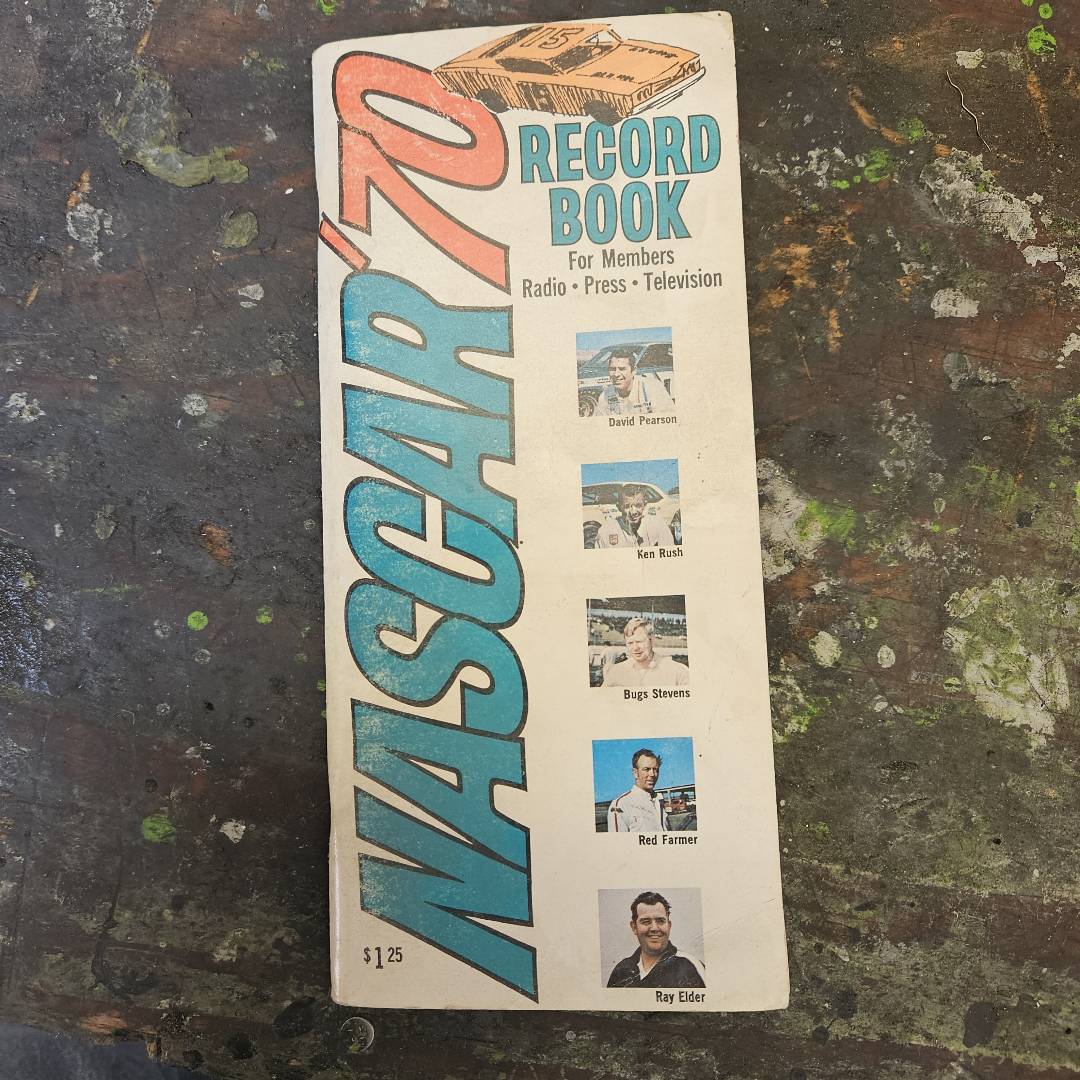 NASCAR '70
15
RECORD
BOOK
For Members
Radio • Press • Television
David Pearson
Ken Rush
Bugs Stevens
Red Farmer
Ray Elder
$1 25